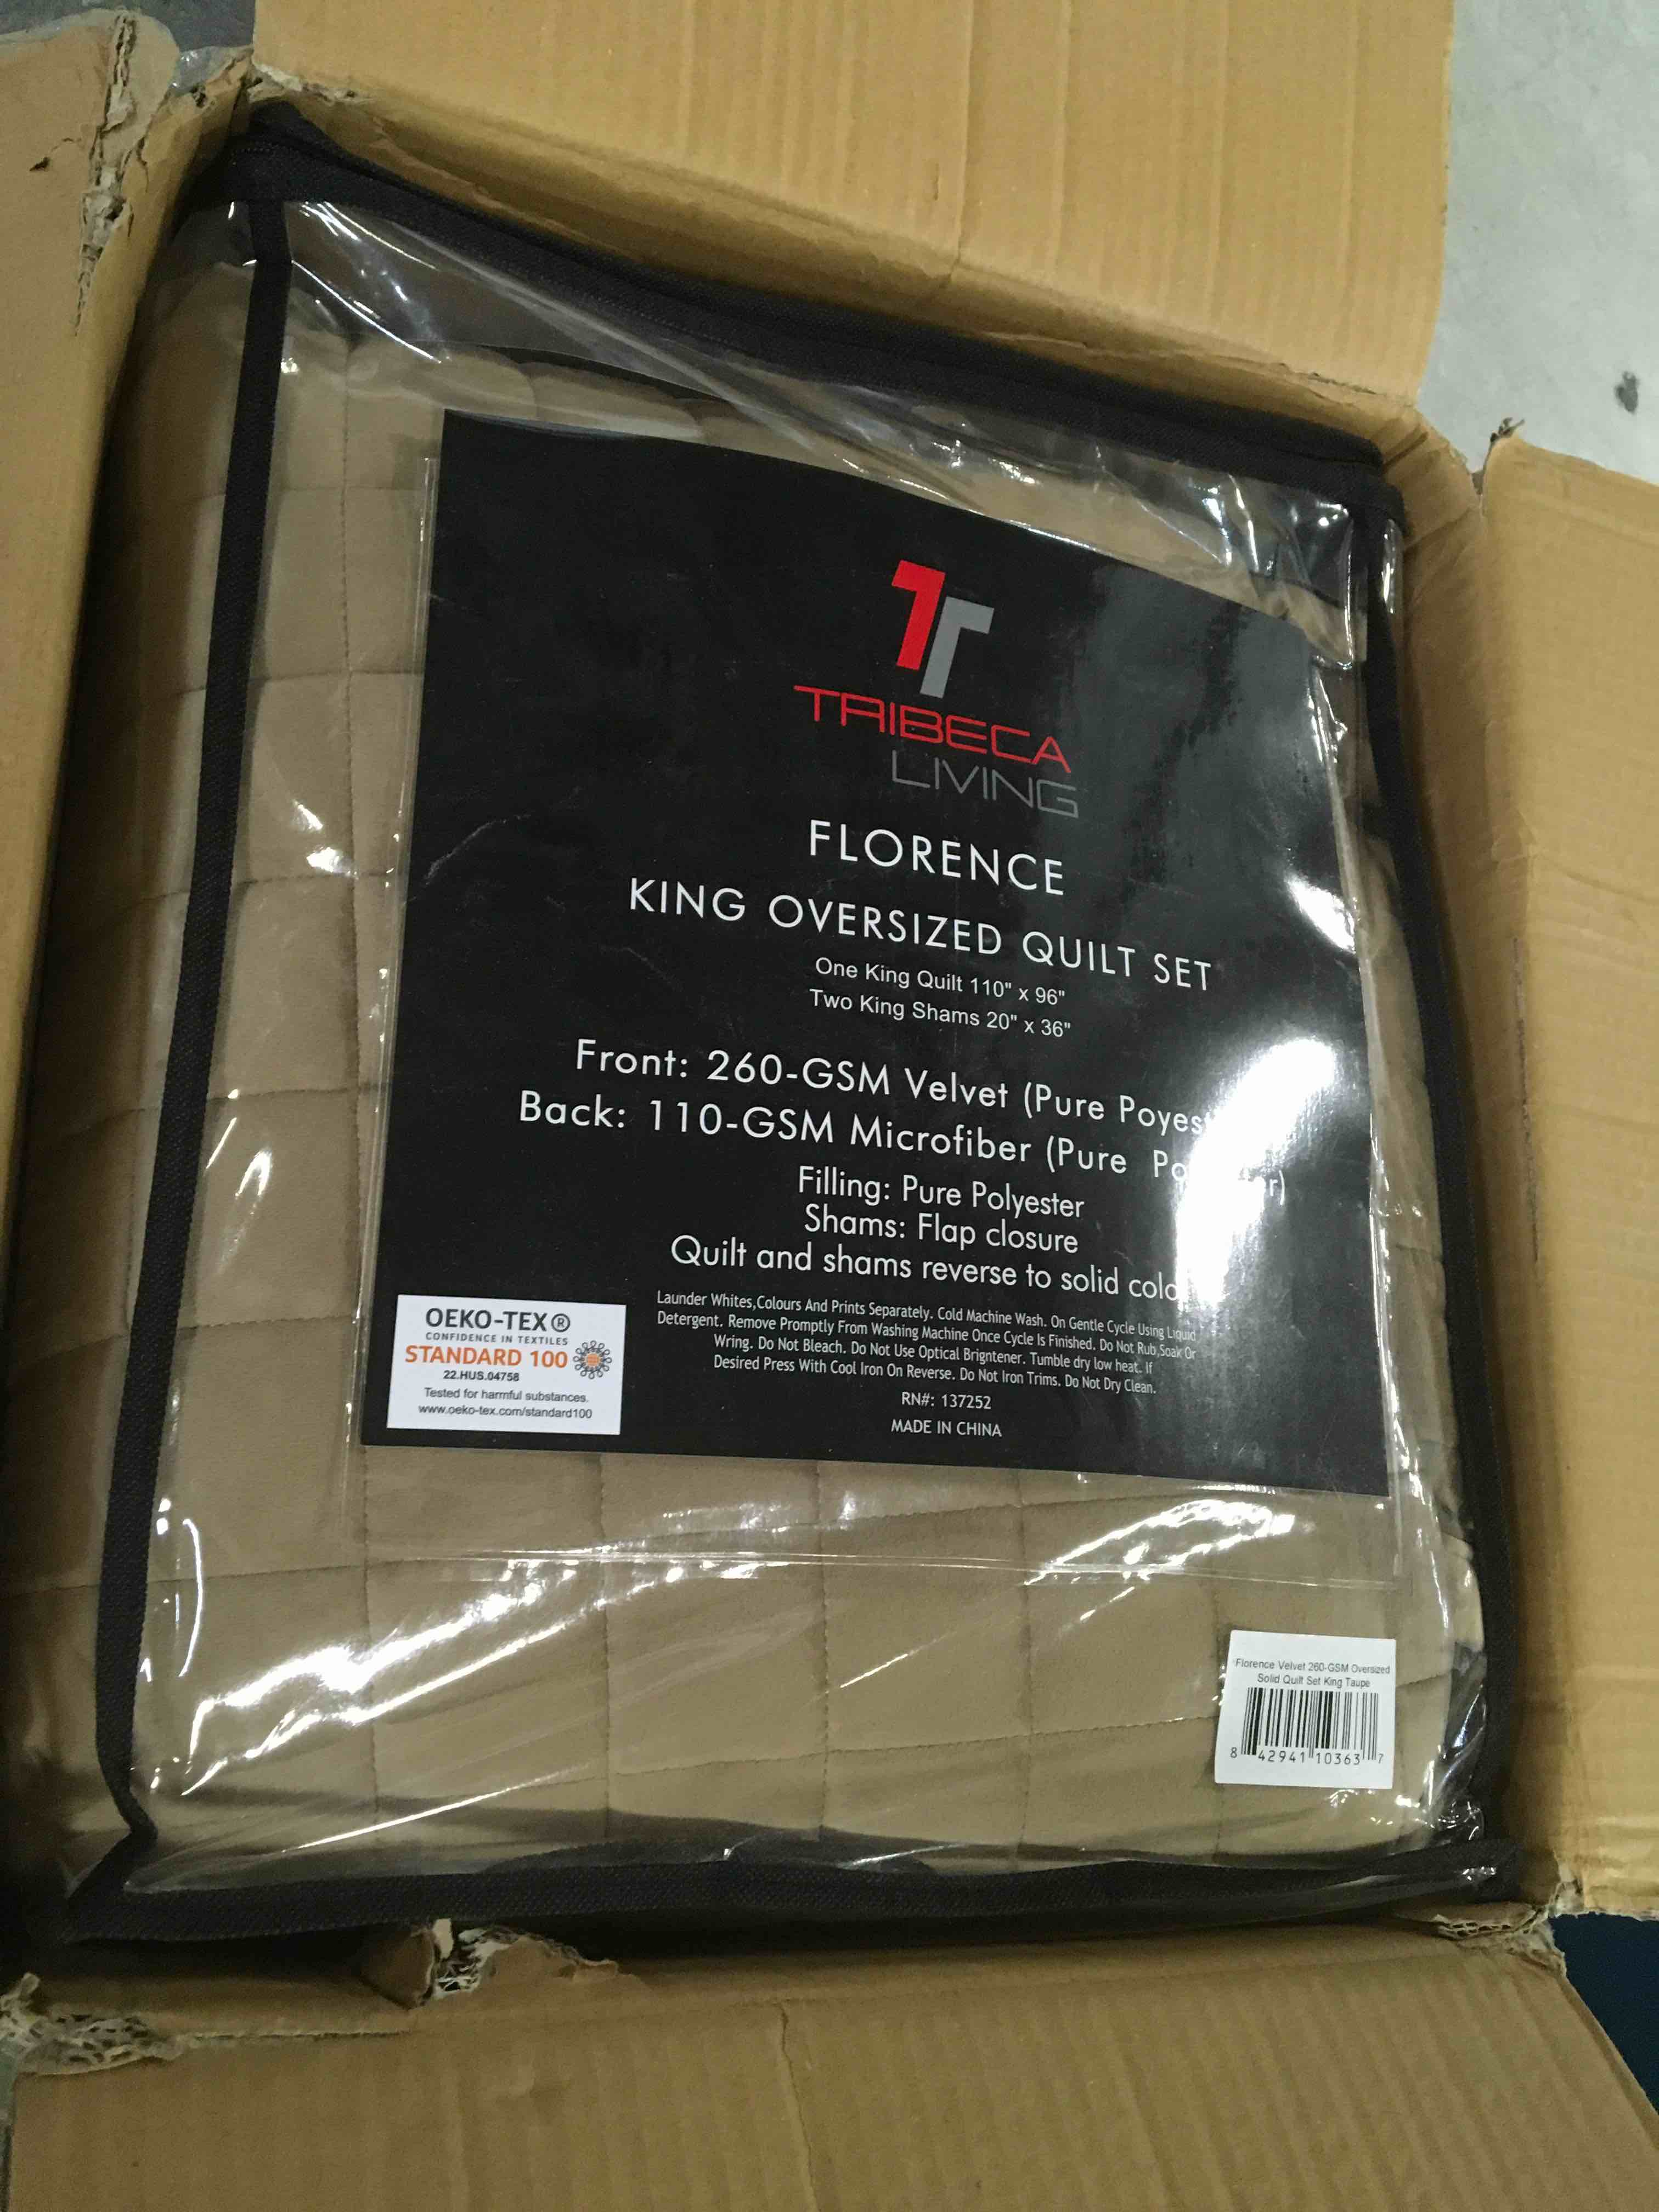 TRIBECA
LIVING
FLORENCE
KING OVERSIZED QUILT SET
One King Quilt 110" x 96"
Two King Shams 20" x 36"
Front: 260-GSM Velvet (Pure
Back: 110-GSM Microfiber (Pure
Filling: Pure Polyester
Shams: Flap closure
Quilt and shams reverse to solid
Launder Whites,Colours And Prints Separately. Cold Machine Wash. On Gentle Cycle Using Liquid
Detergent. Remove Promptly From Washing Machine Once Cycle Is Finished. Do Not Rub,Soak Or
Wring. Do Not Bleach. Do Not Use Optical Brigntener. Tumble dry low heat. If
Desired Press With Cool Iron On Reverse. Do Not Iron Trims. Do Not Dry Clean.
RN#: 137252
MADE IN CHINA
OEKO-TEX®
CONFIDENCE IN TEXTILES
STANDARD 100
22.HUS.04758
Tested for harmful substances.
www.oeko-tex.com/standard100
Florence Velvet 260-GSM Oversized
Solid Quilt Set King Taupe
8 42941 10363 7